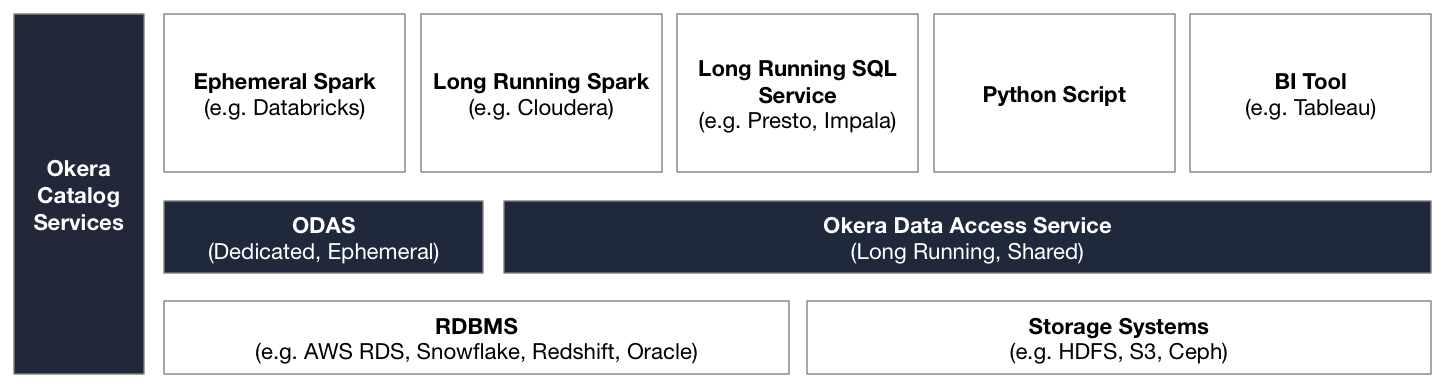 Okera
Catalog
Services
Ephemeral Spark
(e.g. Databricks)
Long Running Spark
(e.g. Cloudera)
Long Running SQL
Service
(e.g. Presto, Impala)
Python Script
BI Tool
(e.g. Tableau)
ODAS
(Dedicated, Ephemeral)
Okera Data Access Service
(Long Running, Shared)
RDBMS
(e.g. AWS RDS, Snowflake, Redshift, Oracle)
Storage Systems
(e.g. HDFS, S3, Ceph)